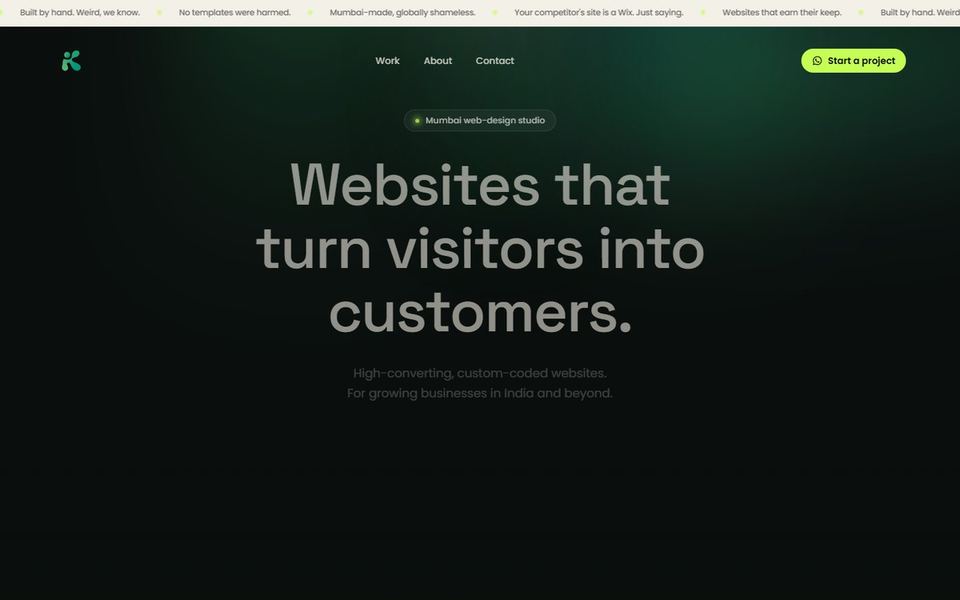 Built by hand. Weird, we know. No templates were harmed. Mumbai-made, globally shameless. Your competitor's site is a Wix. Just saying. Websites that earn their keep. Built by hand. Weird
Work About Contact Start a project
Mumbai web-design studio
Websites that
turn visitors into
customers.
High-converting, custom-coded websites.
For growing businesses in India and beyond.